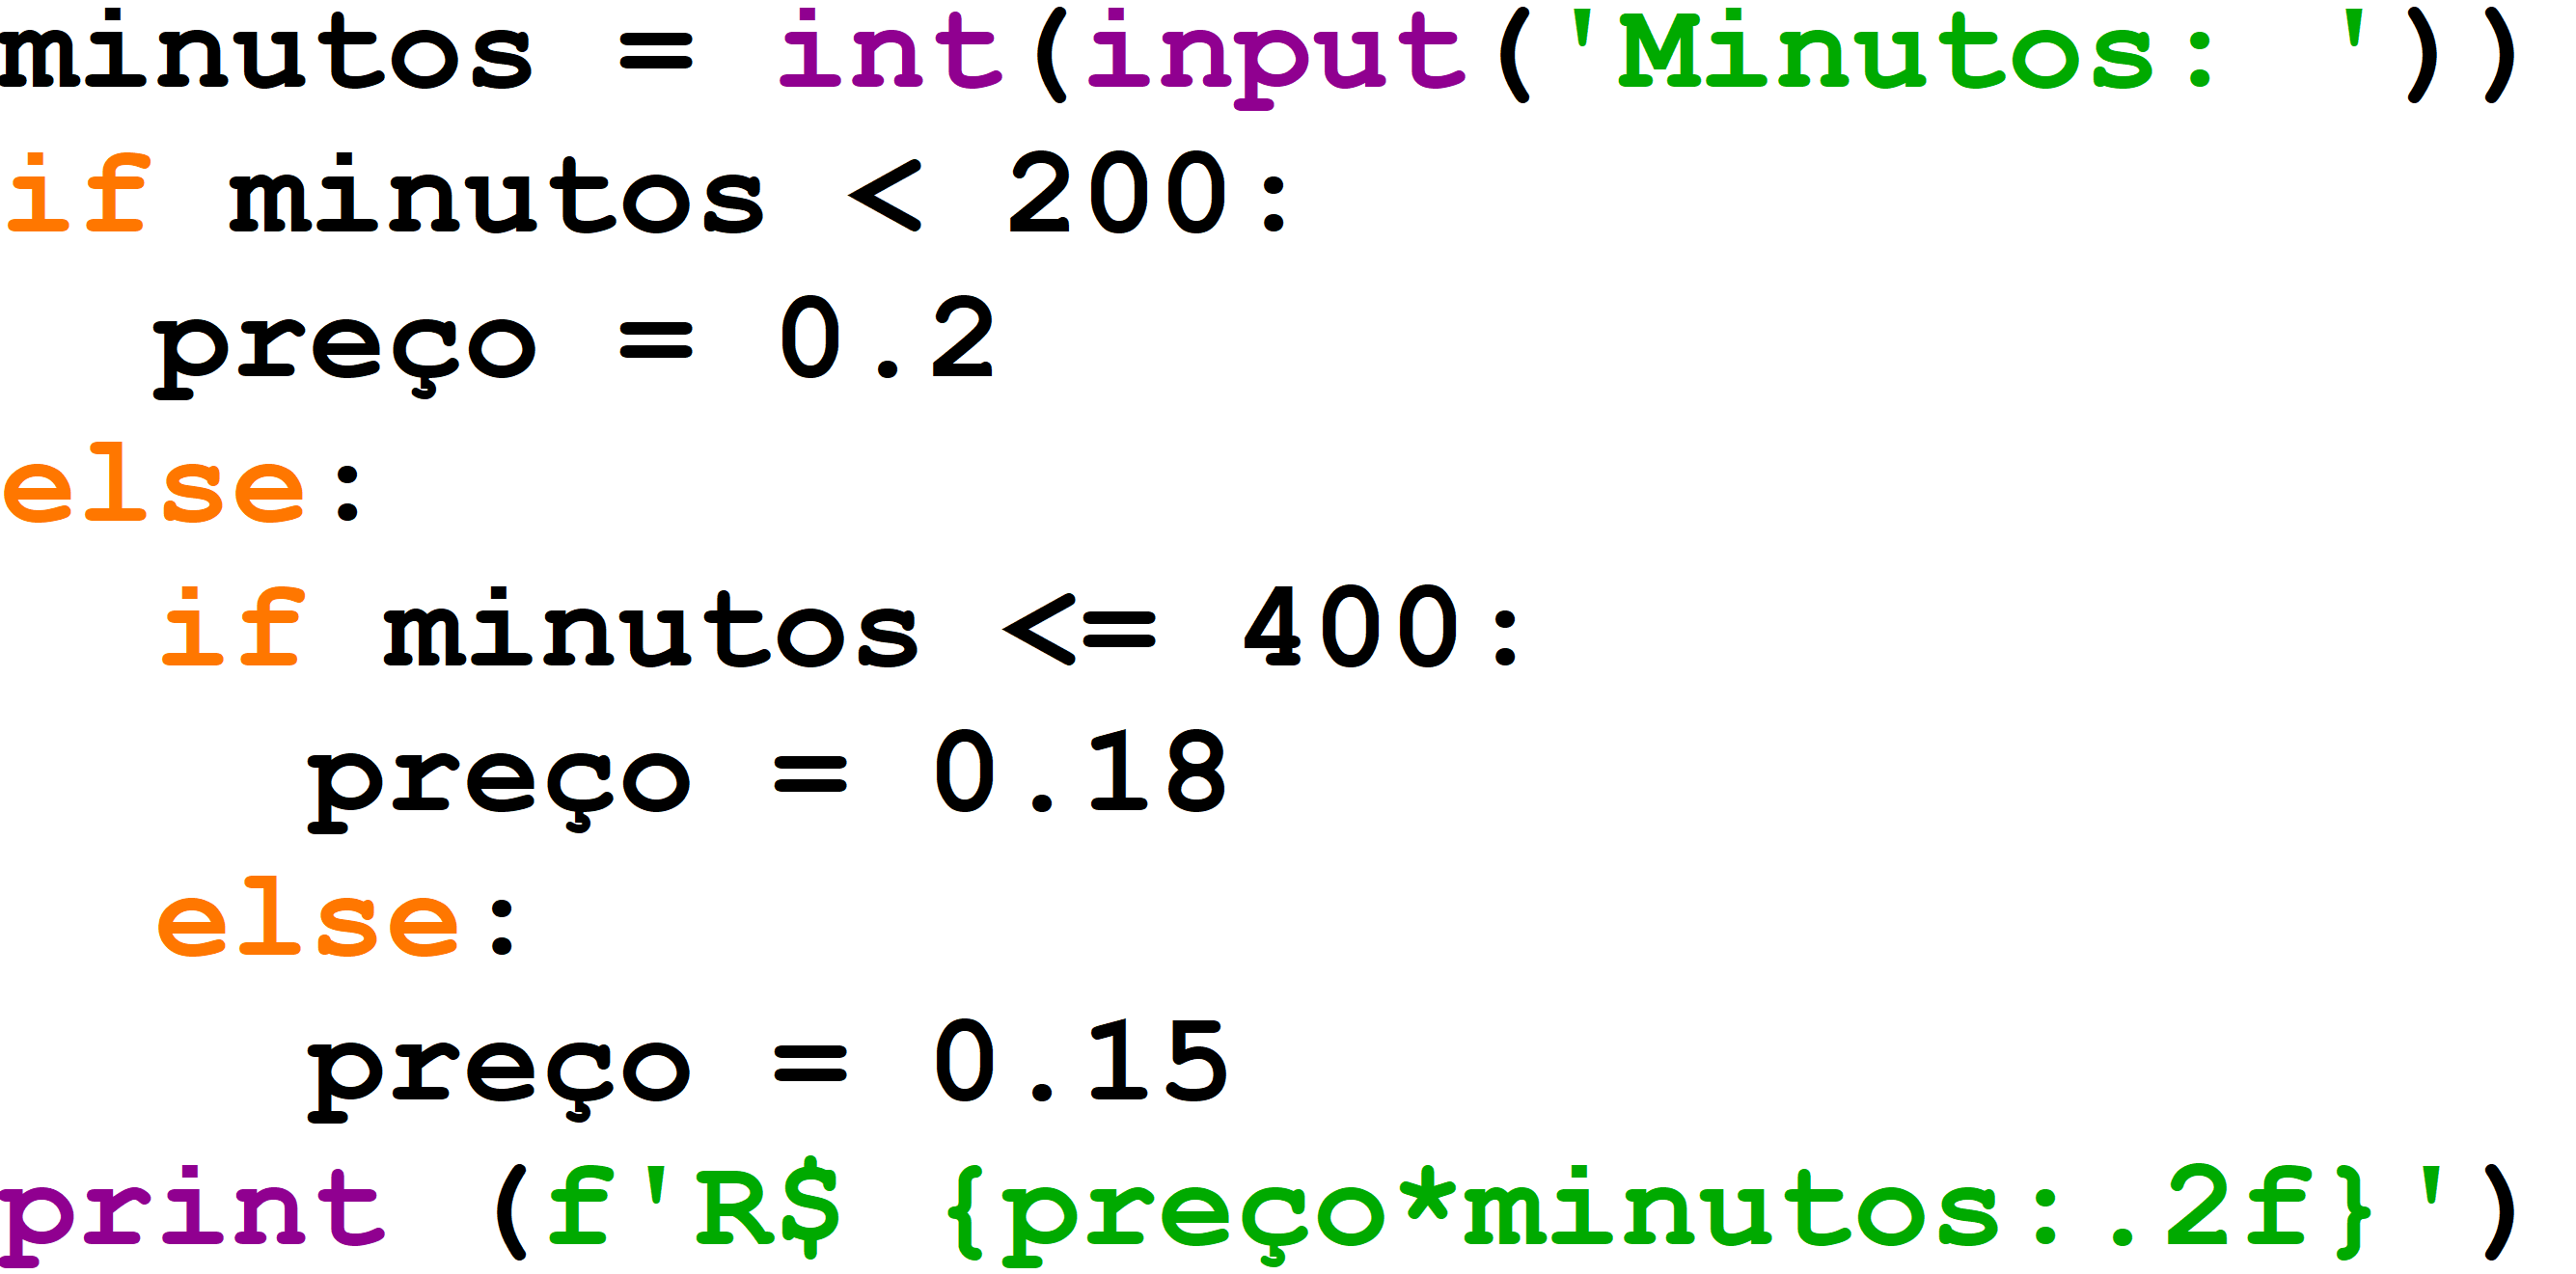 minutos = int(input('Minutos: '))
if minutos < 200:
  preço = 0.2
else:
  if minutos <= 400:
    preço = 0.18
  else:
    preço = 0.15
print (f'R$ {preço*minutos:.2f}')